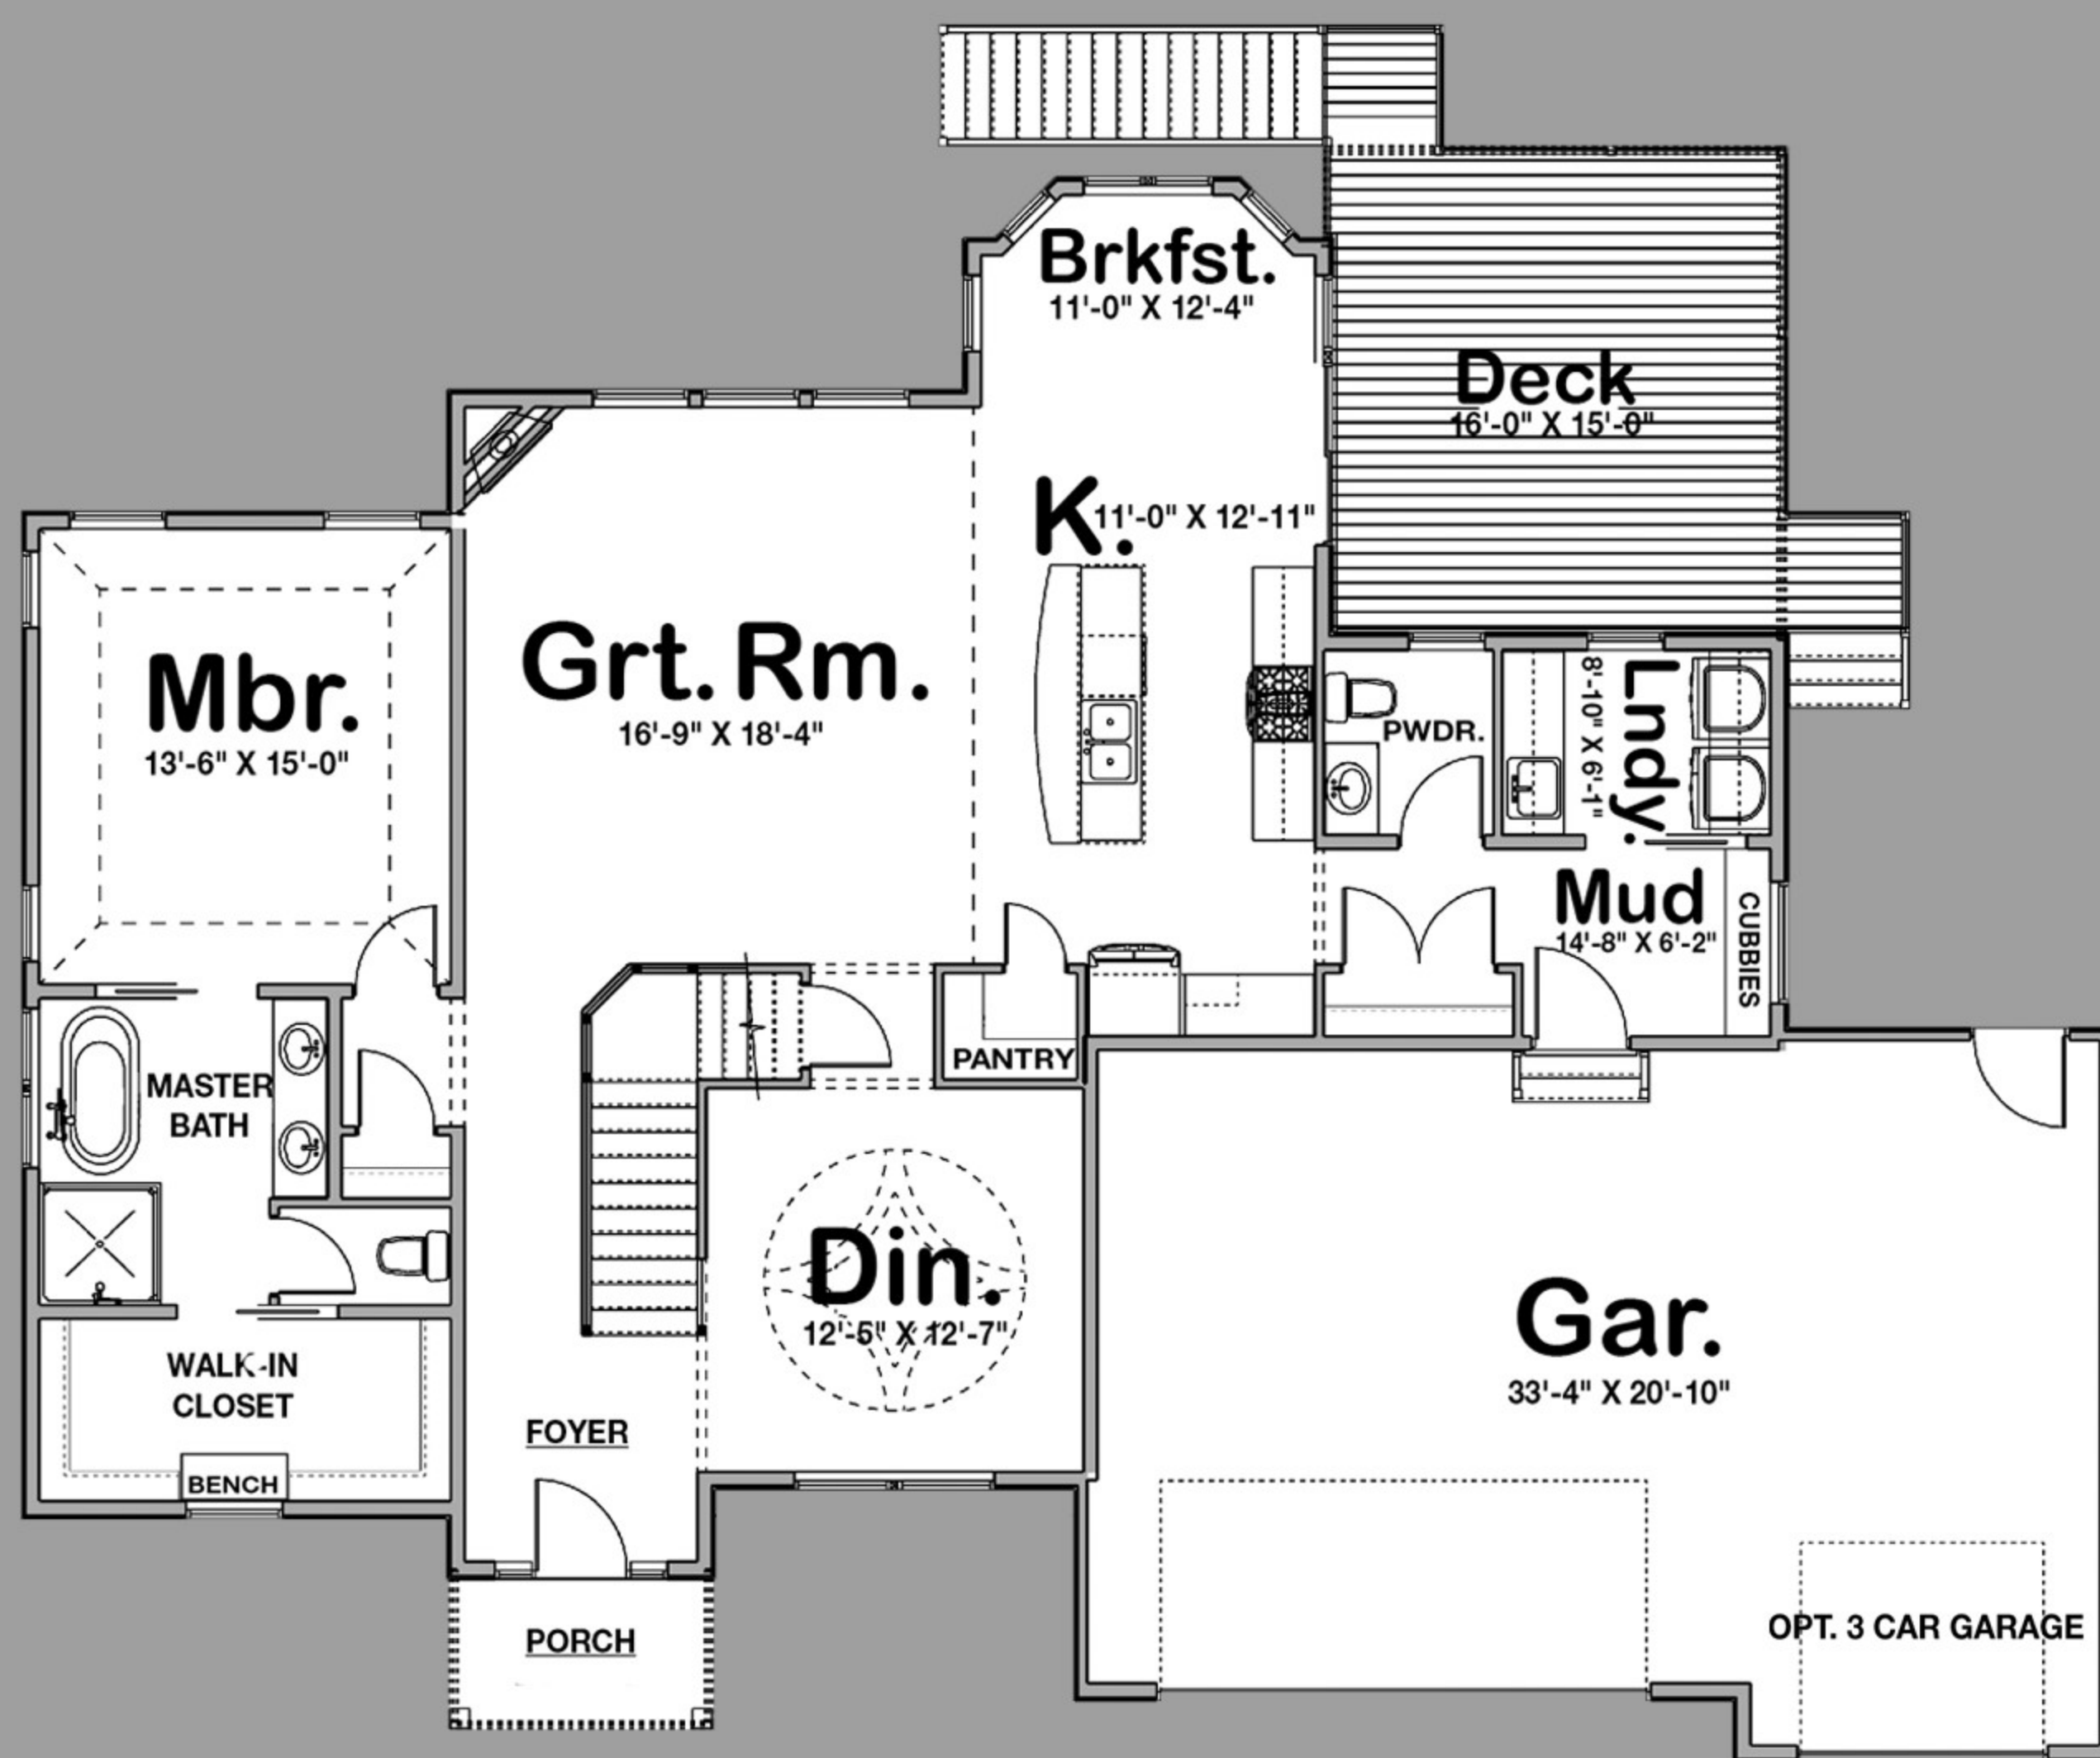 Brkfst.
11'-0" X 12'-4"
Deck
16'-0" X 15'-0"
K.
11'-0" X 12'-11"
Mbr.
13'-6" X 15'-0"
Grt. Rm.
16'-9" X 18'-4"
PWDR.
Lndy.
8'-10" X 6'-1"
Mud
14'-8" X 6'-2"
CUBBIES
PANTRY
MASTER
BATH
Din.
12'-5" X 12'-7"
Gar.
33'-4" X 20'-10"
WALK-IN
CLOSET
BENCH
FOYER
PORCH
OPT. 3 CAR GARAGE